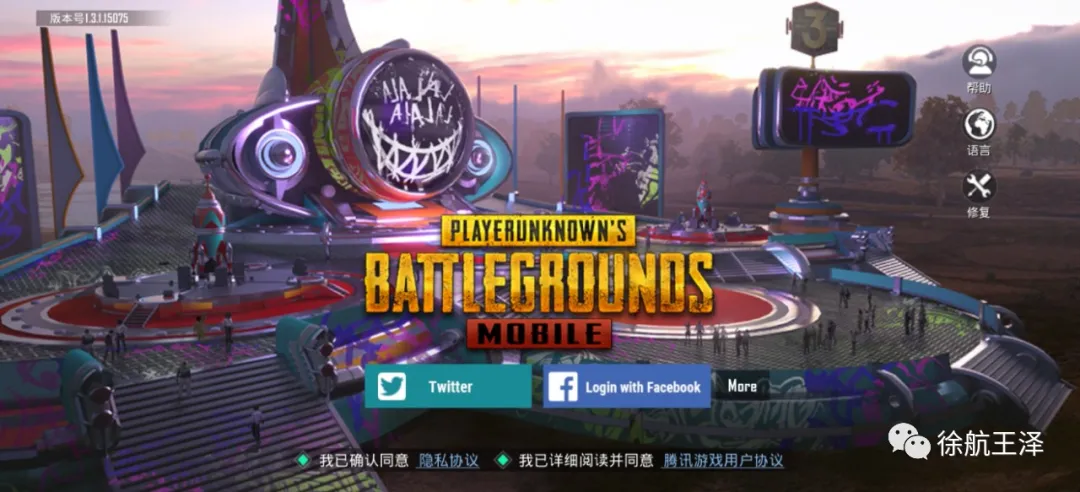 版本号1.3.1.15075
3
帮助
语言
修复
PLAYERUNKNOWN'S
BATTLEGROUNDS
MOBILE
Twitter
Login with Facebook
More
我已确认同意 隐私协议
我已详细阅读并同意 腾讯游戏用户协议
徐航王泽